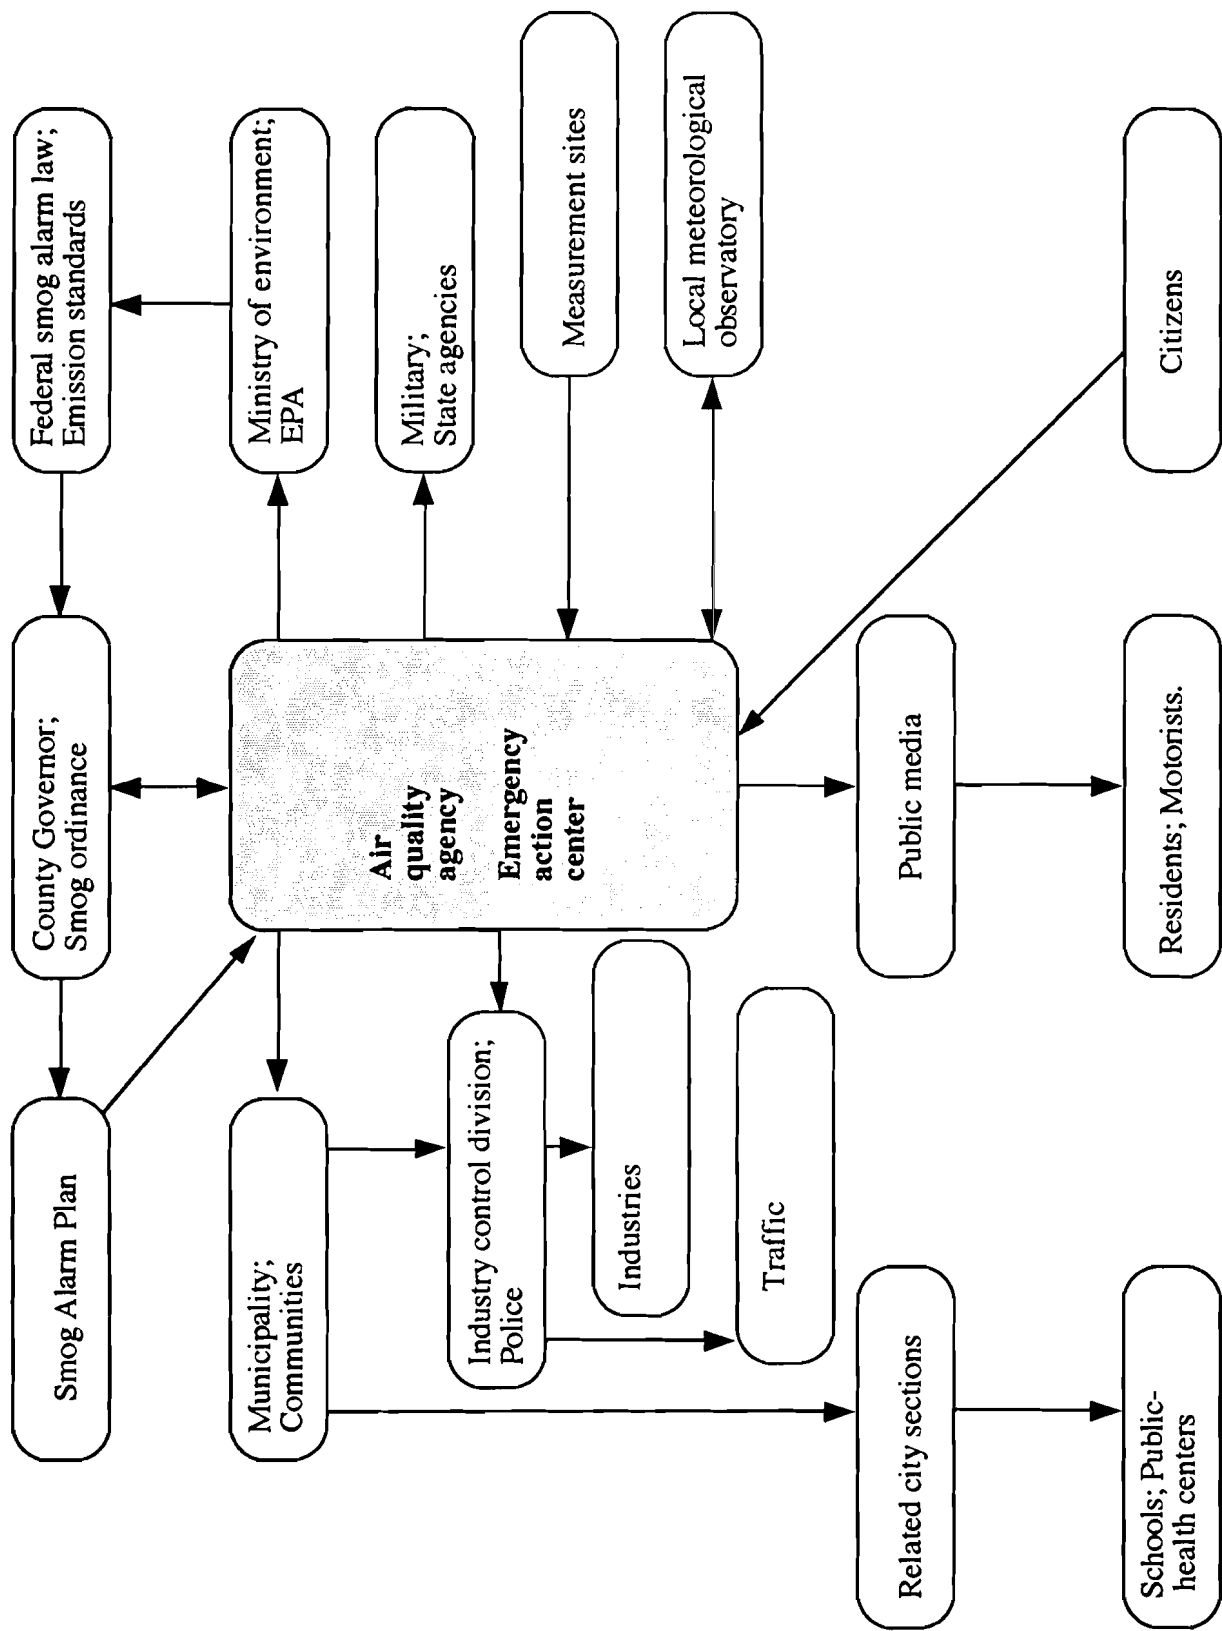 Smog Alarm Plan
County Governor;
Smog ordinance
Federal smog alarm law;
Emission standards
Municipality;
Communities
Air
quality
agency
Emergency
action
center
Ministry of environment;
EPA
Military;
State agencies
Industry control division;
Police
Measurement sites
Industries
Local meteorological
observatory
Traffic
Related city sections
Public media
Schools; Public-
health centers
Residents; Motorists.
Citizens